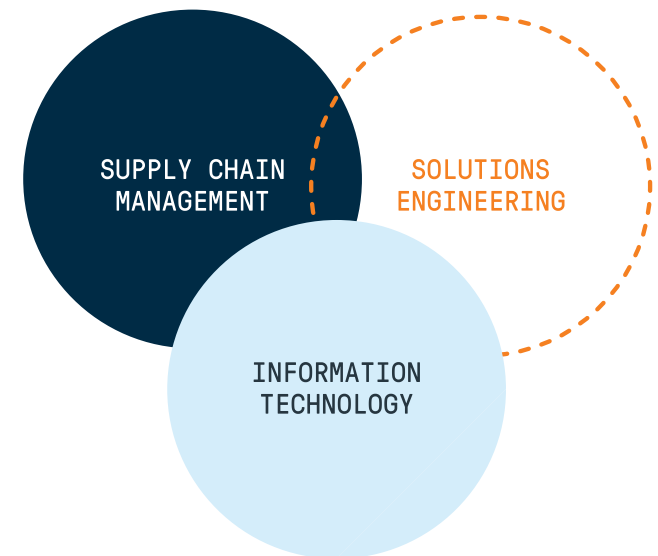 SUPPLY CHAIN
MANAGEMENT
SOLUTIONS
ENGINEERING
INFORMATION
TECHNOLOGY